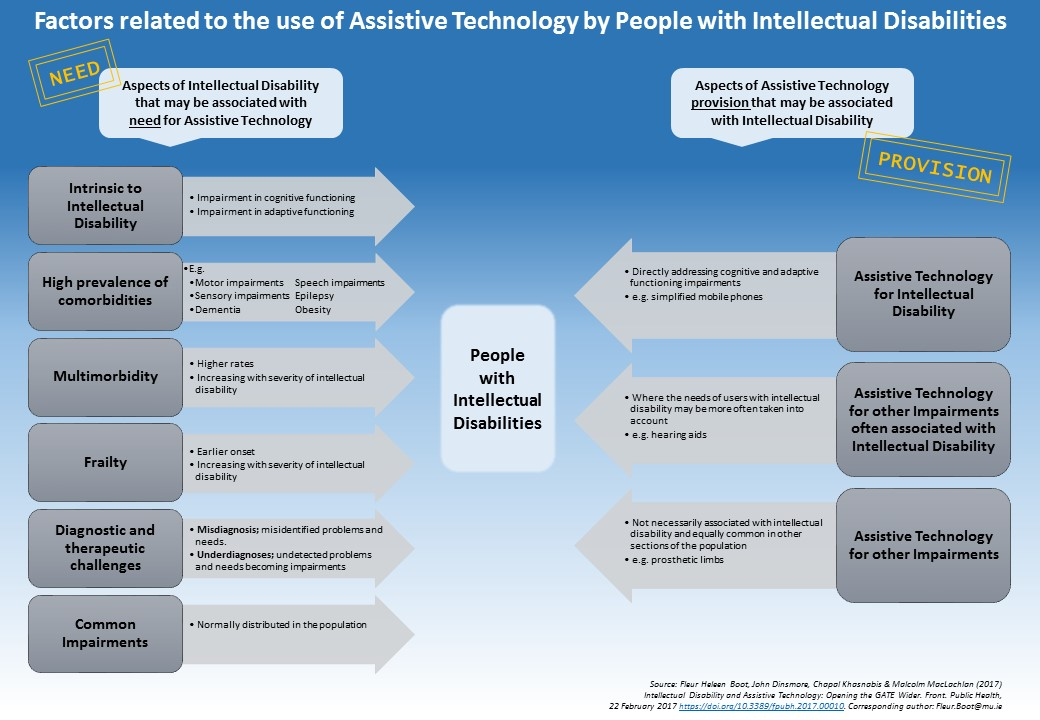 Factors related to the use of Assistive Technology by People with Intellectual Disabilities
NEED
Aspects of Intellectual Disability
that may be associated with
need for Assistive Technology
Aspects of Assistive Technology
provision that may be associated
with Intellectual Disability
PROVISION
Intrinsic to
Intellectual
Disability
• Impairment in cognitive functioning
• Impairment in adaptive functioning
High prevalence of
comorbidities
• E.g.
• Motor impairments Speech impairments
• Sensory impairments Epilepsy
• Dementia Obesity
Multimorbidity
• Higher rates
• Increasing with severity of intellectual
disability
Frailty
• Earlier onset
• Increasing with severity of intellectual
disability
Diagnostic and
therapeutic
challenges
• Misdiagnosis; misidentified problems and
needs.
• Underdiagnoses; undetected problems
and needs becoming impairments
Common
Impairments
• Normally distributed in the population
People
with
Intellectual
Disabilities
• Directly addressing cognitive and adaptive
functioning impairments
• e.g. simplified mobile phones
Assistive Technology
for Intellectual
Disability
• Where the needs of users with intellectual
disability may be more often taken into
account
• e.g. hearing aids
Assistive Technology
for other Impairments
often associated with
Intellectual Disability
• Not necessarily associated with intellectual
disability and equally common in other
sections of the population
• e.g. prosthetic limbs
Assistive Technology
for other Impairments
Source: Fleur Heleen Boot, John Dinsmore, Chapal Khasnabis & Malcolm MacLachlan (2017)
Intellectual Disability and Assistive Technology: Opening the GATE Wider. Front. Public Health,
22 February 2017 https://doi.org/10.3389/fpubh.2017.00010. Corresponding author: Fleur.Boot@mu.ie